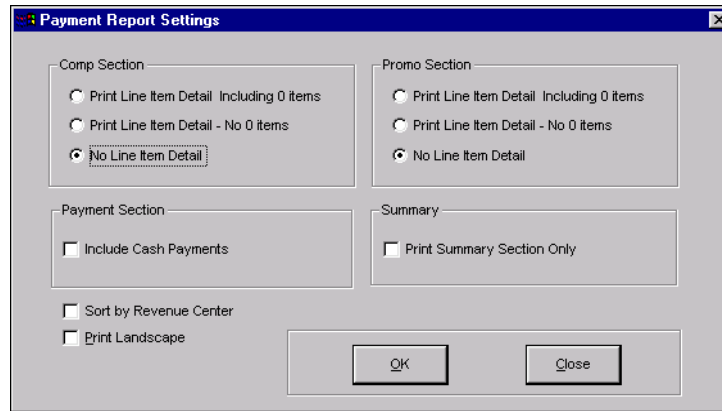 Payment Report Settings
Comp Section
Print Line Item Detail Including 0 items
Print Line Item Detail - No 0 items
No Line Item Detail
Promo Section
Print Line Item Detail Including 0 items
Print Line Item Detail - No 0 items
No Line Item Detail
Payment Section
Include Cash Payments
Summary
Print Summary Section Only
Sort by Revenue Center
Print Landscape
OK
Close